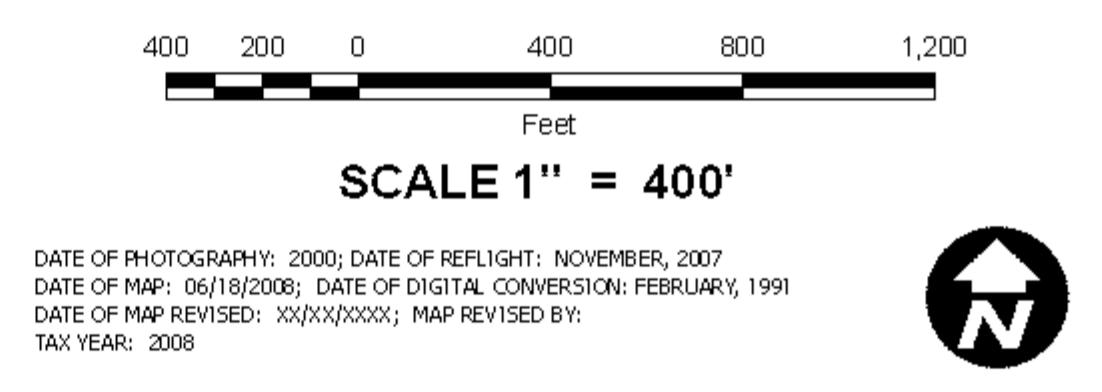 400 200 0 400 800 1,200
Feet
SCALE 1" = 400'
DATE OF PHOTOGRAPHY: 2000; DATE OF REFLIGHT: NOVEMBER, 2007
DATE OF MAP: 06/18/2008; DATE OF DIGITAL CONVERSION: FEBRUARY, 1991
DATE OF MAP REVISED: XX/XX/XXXX; MAP REVISED BY:
TAX YEAR: 2008
N